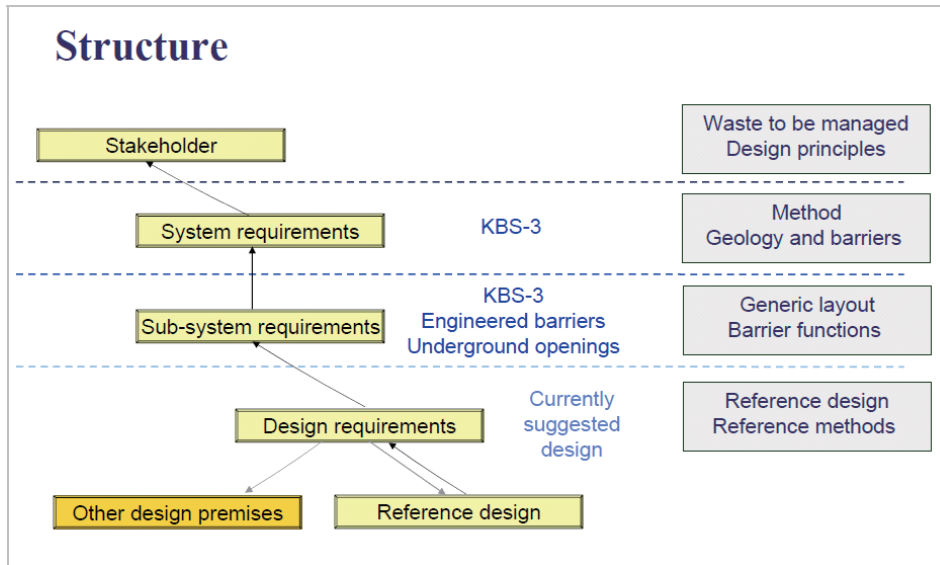 Structure
Stakeholder
Waste to be managed
Design principles
System requirements
KBS-3
Method
Geology and barriers
Sub-system requirements
KBS-3
Engineered barriers
Underground openings
Generic layout
Barrier functions
Design requirements
Currently
suggested
design
Reference design
Reference methods
Other design premises
Reference design